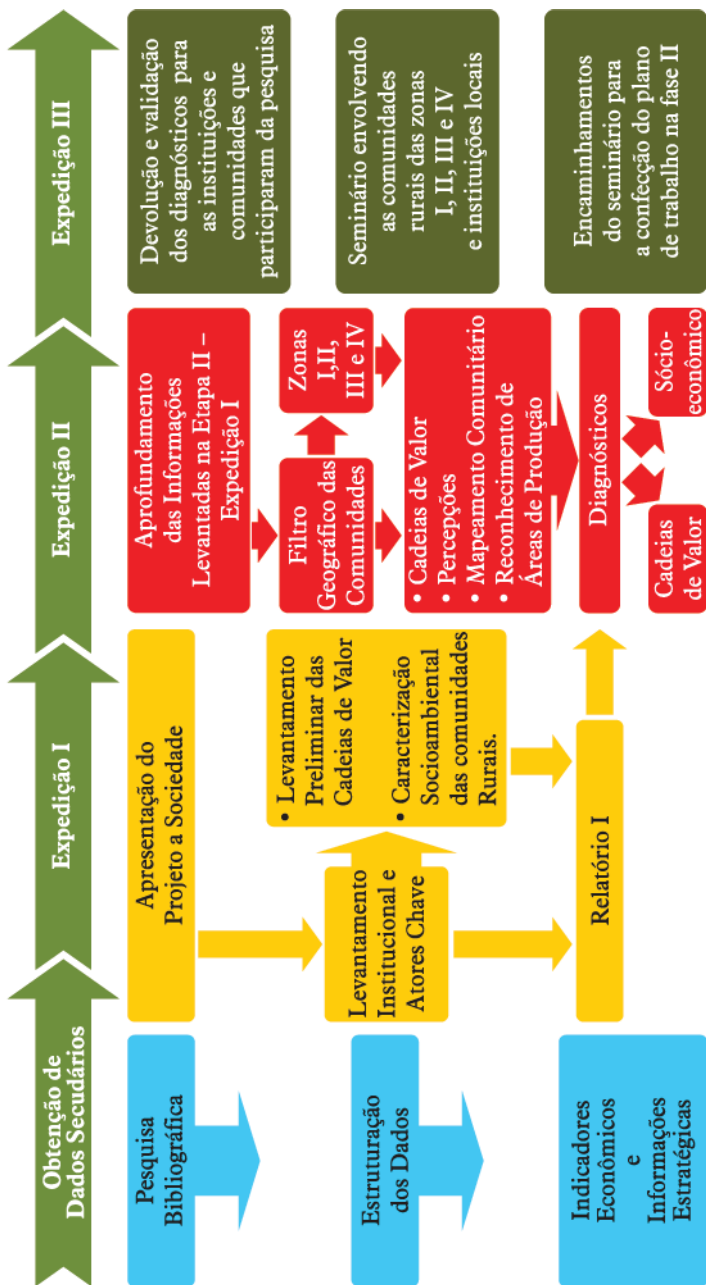 Obtenção de
Dados Secudários
Expedição I
Expedição II
Expedição III
Pesquisa
Bibliográfica
Estruturação
dos Dados
Indicadores
Econômicos
e
Informações
Estratégicas
Apresentação do
Projeto a Sociedade
Levantamento
Institucional e
Atores Chave
• Levantamento
Preliminar das
Cadeias de Valor
• Caracterização
Socioambiental
das comunidades
Rurais.
Relatório I
Aprofundamento
das Informações
Levantadas na Etapa II –
Expedição I
Filtro
Geográfico das
Comunidades
Zonas
I,II,
III e IV
• Cadeias de Valor
• Percepções
• Mapeamento Comunitário
• Reconhecimento de
Áreas de Produção
Diagnósticos
Cadeias
de Valor
Sócio-
econômico
Devolução e validação
dos diagnósticos para
as instituições e
comunidades que
participaram da pesquisa
Seminário envolvendo
as comunidades
rurais das zonas
I, II, III e IV
e instituições locais
Encaminhamentos
do seminário para
a confecção do plano
de trabalho na fase II